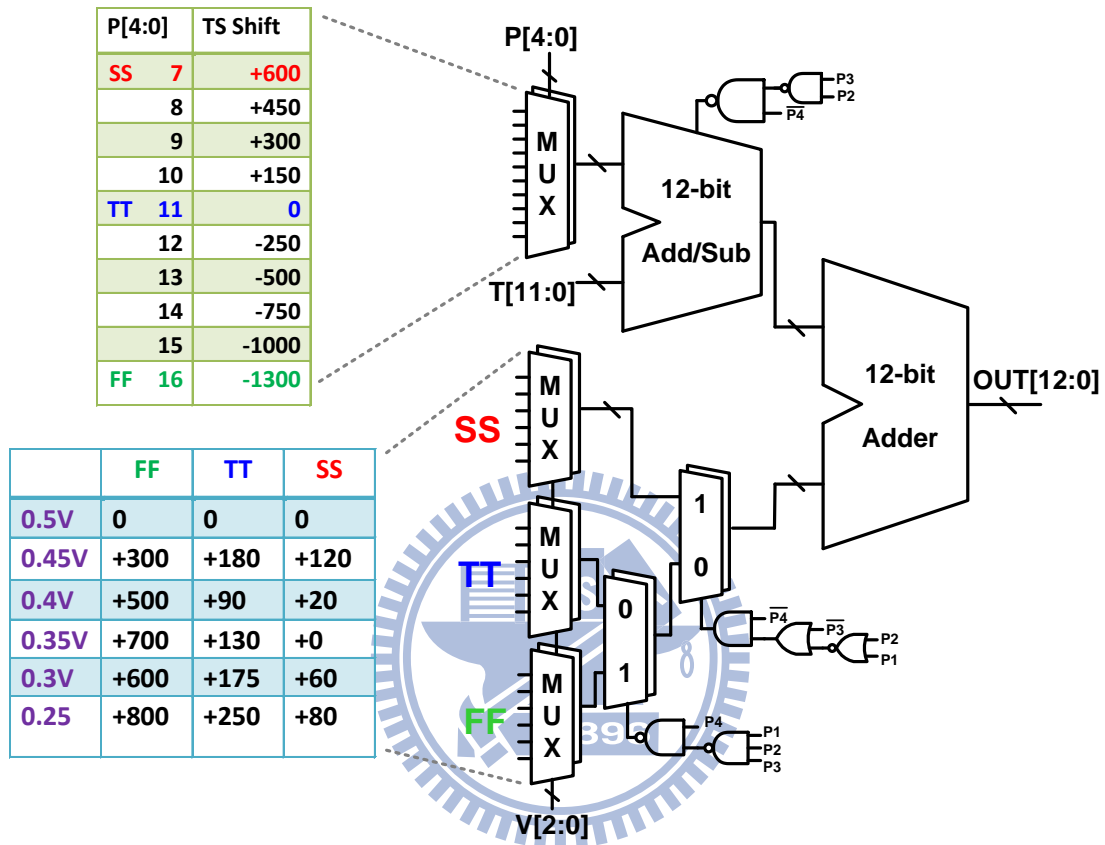 P[4:0] TS Shift
SS 7 +600
8 +450
9 +300
10 +150
TT 11 0
12 -250
13 -500
14 -750
15 -1000
FF 16 -1300
P[4:0]
MUX
P3
P2
P4
12-bit
Add/Sub
T[11:0]
12-bit
Adder
OUT[12:0]
SS
MUX
TT
MUX
FF
MUX
V[2:0]
1
0
0
1
P4
P3
P2
P1
P4
P1
P2
P3
FF TT SS
0.5V 0 0 0
0.45V +300 +180 +120
0.4V +500 +90 +20
0.35V +700 +130 +0
0.3V +600 +175 +60
0.25 +800 +250 +80